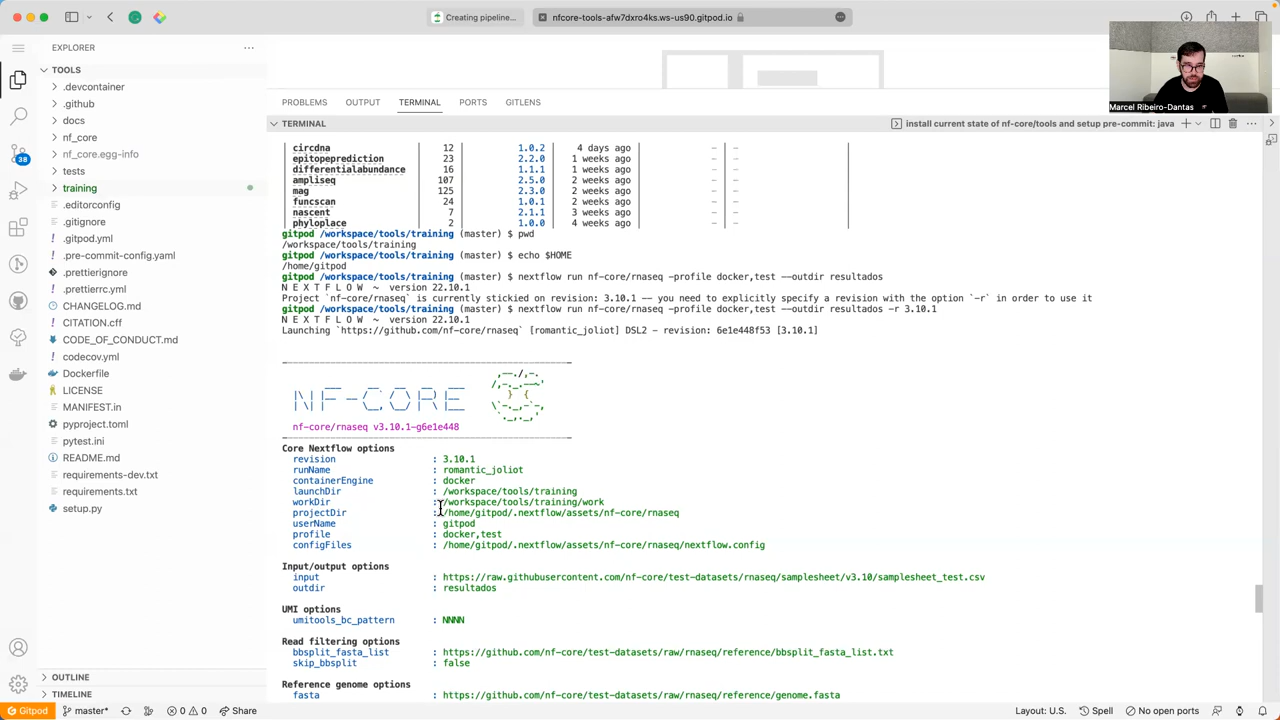 Creating pipeline...
nfcore-tools-afw7dxro4ks.ws-us90.gitpod.io
Marcel Ribeiro-Dantas
EXPLORER
TOOLS
.devcontainer
.github
docs
nf_core
nf_core.egg-info
tests
training
.editorconfig
.gitignore
.gitpod.yml
.pre-commit-config.yaml
.prettierignore
.prettierrc.yml
CHANGELOG.md
CITATION.cff
CODE_OF_CONDUCT.md
codecov.yml
Dockerfile
LICENSE
MANIFEST.in
pyproject.toml
pytest.ini
README.md
requirements-dev.txt
requirements.txt
setup.py
OUTLINE
TIMELINE
38
PROBLEMS OUTPUT TERMINAL PORTS GITLENS
TERMINAL
install current state of nf-core/tools and setup pre-commit: java
| circdna | 12 | 1.0.2 | 4 days ago | - | - |
| epitopeprediction | 23 | 2.2.0 | 1 weeks ago | - | - |
| differentialabundance | 16 | 1.1.1 | 1 weeks ago | - | - |
| ampliseq | 107 | 2.5.0 | 2 weeks ago | - | - |
| mag | 125 | 2.3.0 | 2 weeks ago | - | - |
| funcscan | 24 | 1.0.1 | 2 weeks ago | - | - |
| nascent | 7 | 2.1.1 | 3 weeks ago | - | - |
| phyloplace | 2 | 1.0.0 | 4 weeks ago | - | - |
gitpod /workspace/tools/training (master) $ pwd
/workspace/tools/training
gitpod /workspace/tools/training (master) $ echo $HOME
/home/gitpod
gitpod /workspace/tools/training (master) $ nextflow run nf-core/rnaseq -profile docker,test --outdir resultados
N E X T F L O W ~ version 22.10.1
Project `nf-core/rnaseq` is currently stickied on revision: 3.10.1 -- you need to explicitly specify a revision with the option `-r` in order to use it
gitpod /workspace/tools/training (master) $ nextflow run nf-core/rnaseq -profile docker,test --outdir resultados -r 3.10.1
N E X T F L O W ~ version 22.10.1
Launching `https://github.com/nf-core/rnaseq` [romantic_joliot] DSL2 - revision: 6e1e448f53 [3.10.1]
NF-CORE
nf-core/rnaseq v3.10.1-g6e1e448
Core Nextflow options
revision : 3.10.1
runName : romantic_joliot
containerEngine : docker
launchDir : /workspace/tools/training
workDir : /workspace/tools/training/work
projectDir : /home/gitpod/.nextflow/assets/nf-core/rnaseq
userName : gitpod
profile : docker,test
configFiles : /home/gitpod/.nextflow/assets/nf-core/rnaseq/nextflow.config
Input/output options
input : https://raw.githubusercontent.com/nf-core/test-datasets/rnaseq/samplesheet/v3.10/samplesheet_test.csv
outdir : resultados
UMI options
umitools_bc_pattern : NNNN
Read filtering options
bbsplit_fasta_list : https://github.com/nf-core/test-datasets/raw/rnaseq/reference/bbsplit_fasta_list.txt
skip_bbsplit : false
Reference genome options
fasta : https://github.com/nf-core/test-datasets/raw/rnaseq/reference/genome.fasta
Gitpod master* 0 0 Share Layout: U.S. Spell No open ports